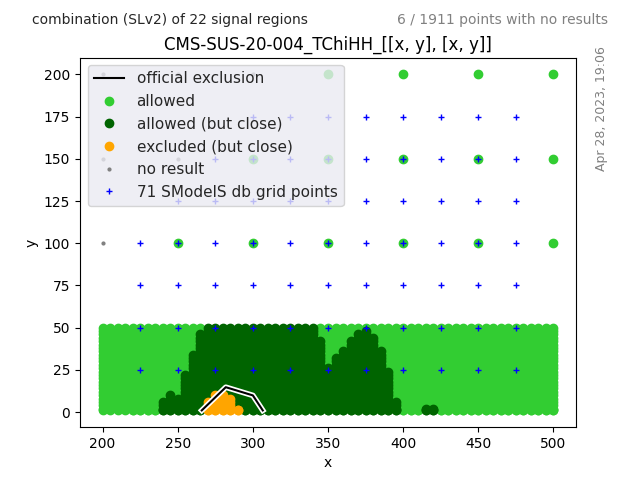 combination (SLv2) of 22 signal regions
6 / 1911 points with no results
CMS-SUS-20-004_TChiHH_[[x, y], [x, y]]
Apr 28, 2023, 19:06
official exclusion
allowed
allowed (but close)
excluded (but close)
no result
71 SModelS db grid points
200
175
150
125
100
75
50
25
0
y
200 250 300 350 400 450 500
x